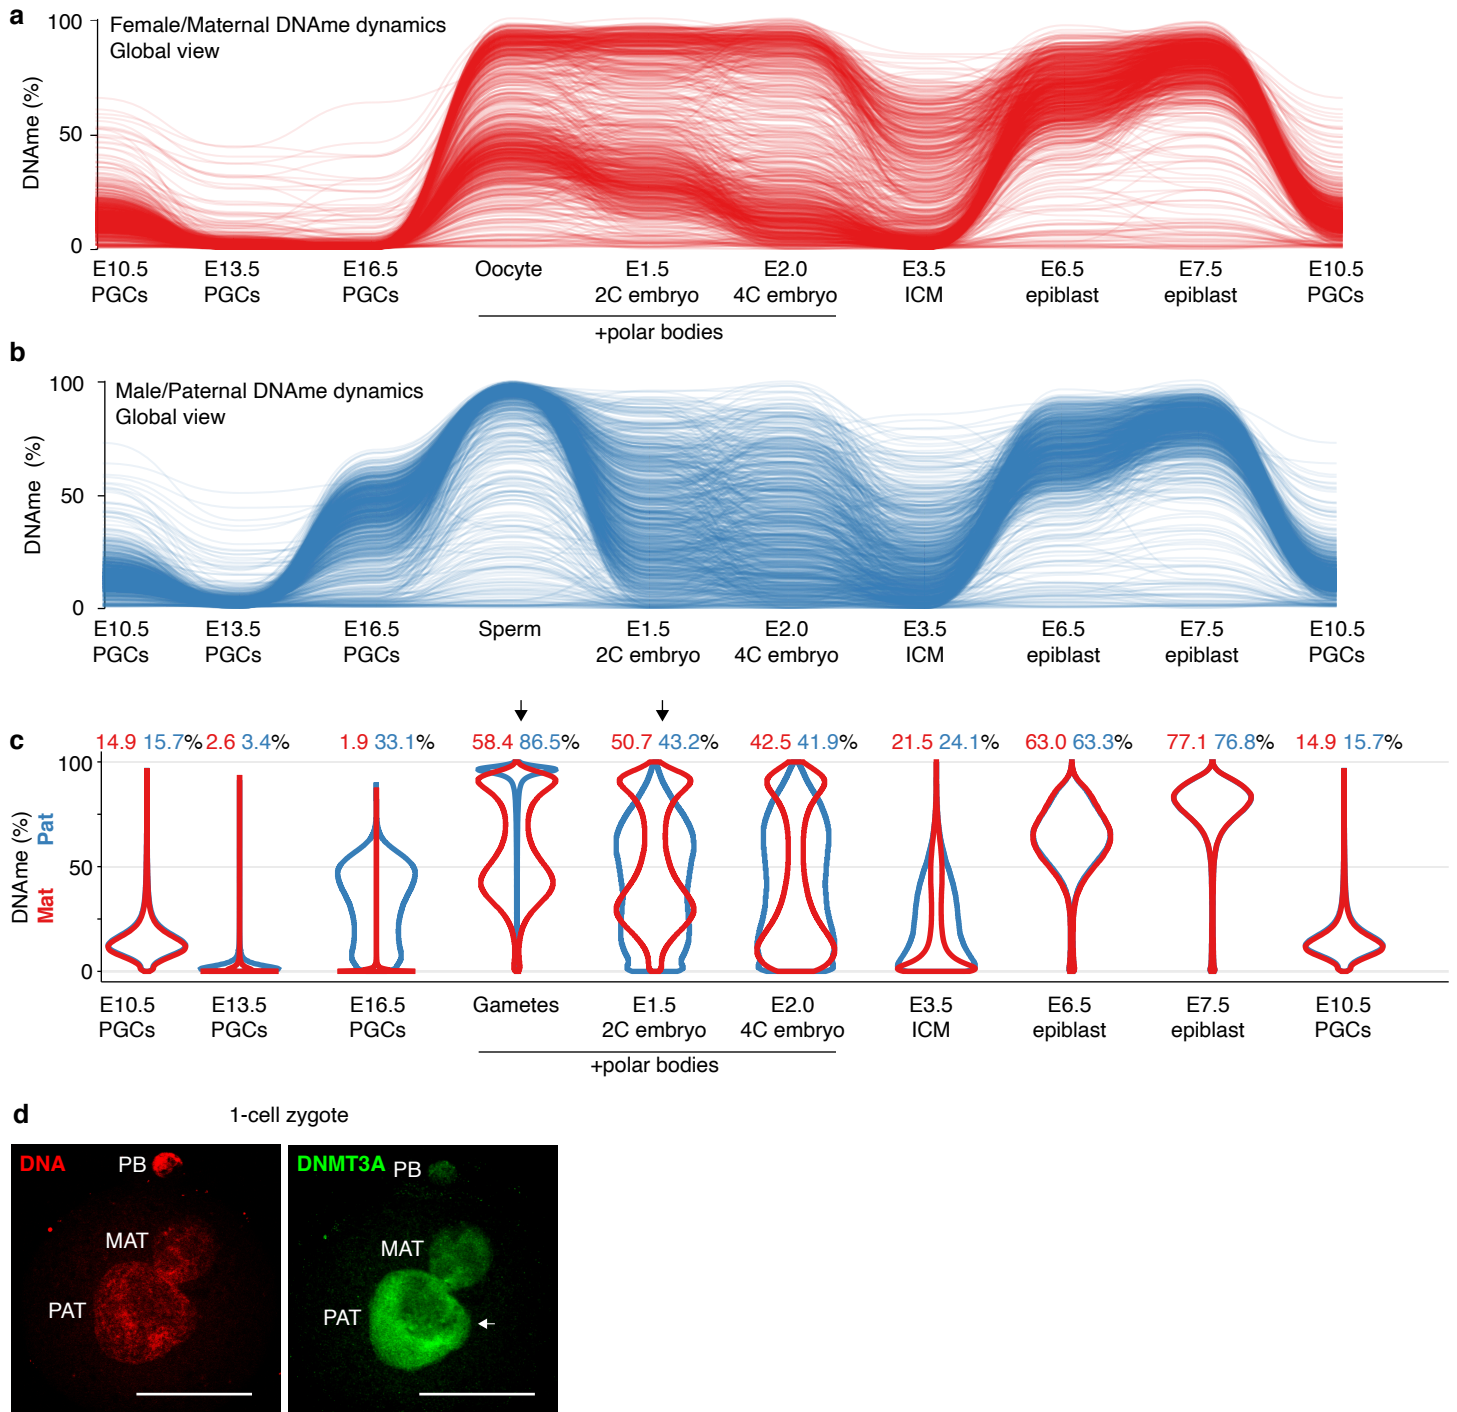 a
Female/Maternal DNAme dynamics
Global view
DNAme (%)
100
50
0
E10.5 E13.5 E16.5 Oocyte E1.5 E2.0 E3.5 E6.5 E7.5 E10.5
PGCs PGCs PGCs 2C embryo 4C embryo ICM epiblast epiblast PGCs
+polar bodies
b
Male/Paternal DNAme dynamics
Global view
DNAme (%)
100
50
0
E10.5 E13.5 E16.5 Sperm E1.5 E2.0 E3.5 E6.5 E7.5 E10.5
PGCs PGCs PGCs 2C embryo 4C embryo ICM epiblast epiblast PGCs
c
14.9 15.7% 2.6 3.4% 1.9 33.1% 58.4 86.5% 50.7 43.2% 42.5 41.9% 21.5 24.1% 63.0 63.3% 77.1 76.8% 14.9 15.7%
DNAme (%)
Mat Pat
100
50
0
E10.5 E13.5 E16.5 Gametes E1.5 E2.0 E3.5 E6.5 E7.5 E10.5
PGCs PGCs PGCs 2C embryo 4C embryo ICM epiblast epiblast PGCs
+polar bodies
d
1-cell zygote
DNA PB
MAT
PAT
DNMT3A PB
MAT
PAT